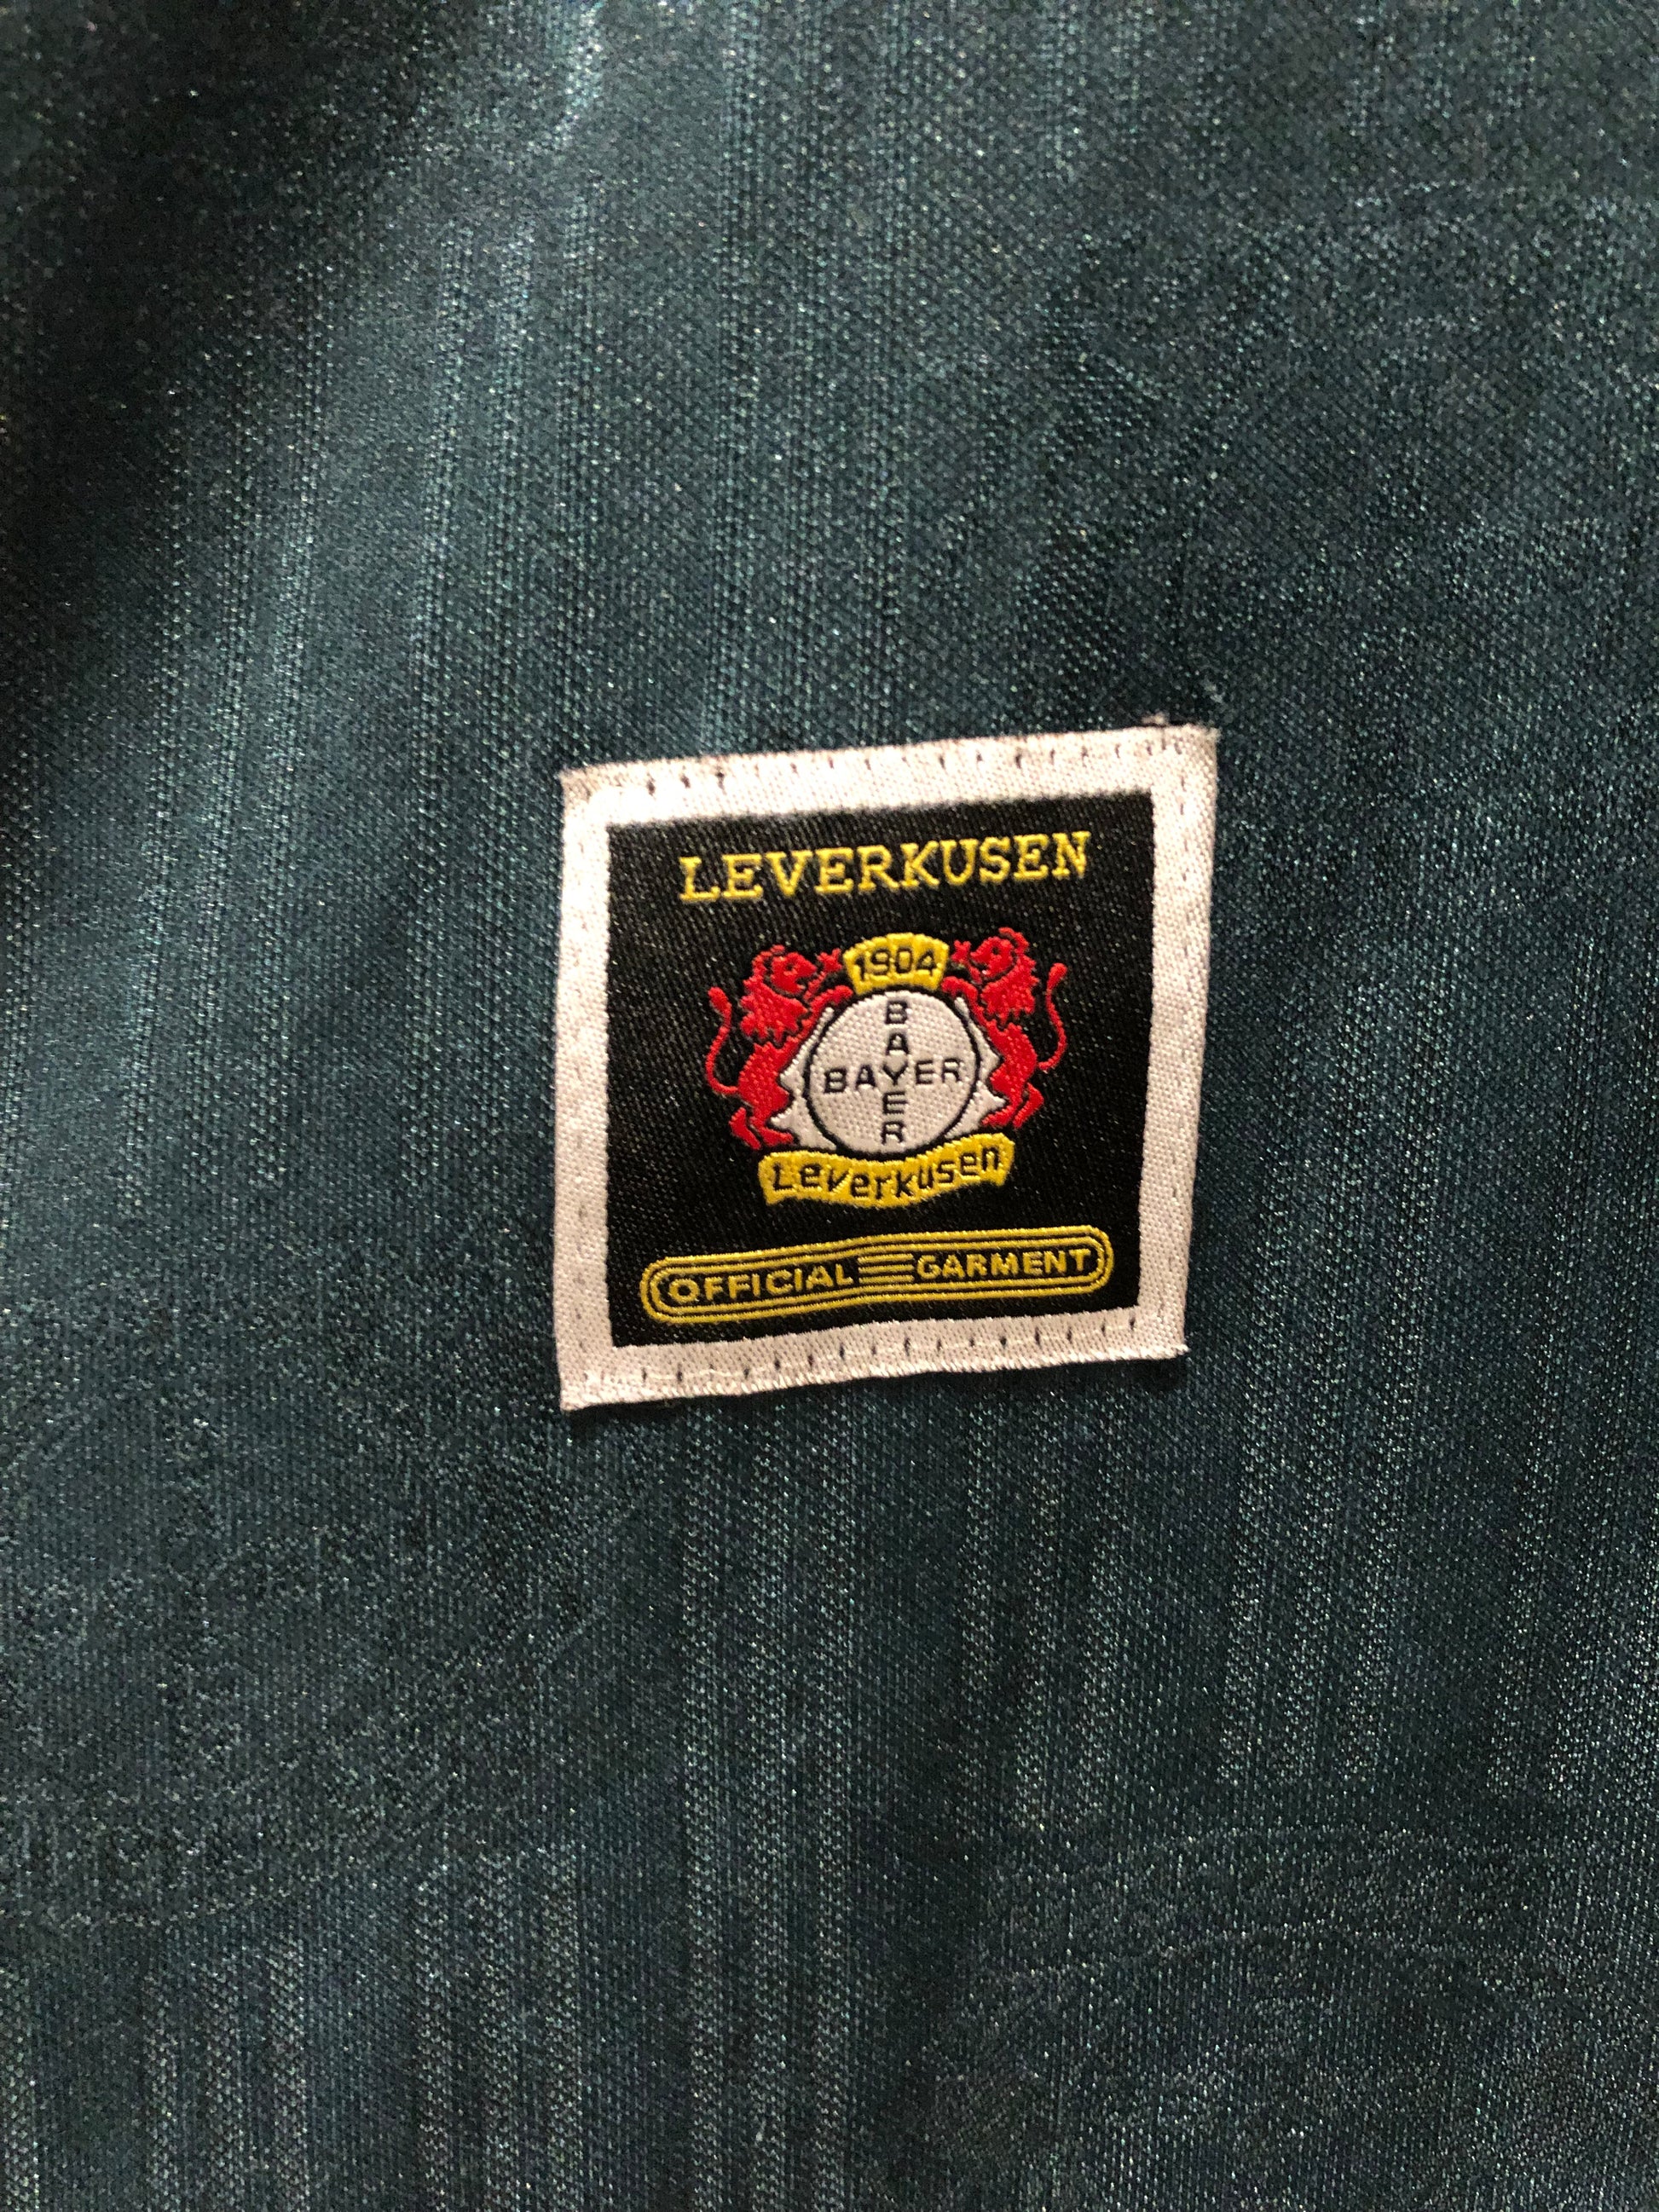 LEVERKUSEN
1904
BAYER
BAYER
Leverkusen
OFFICIAL GARMENT